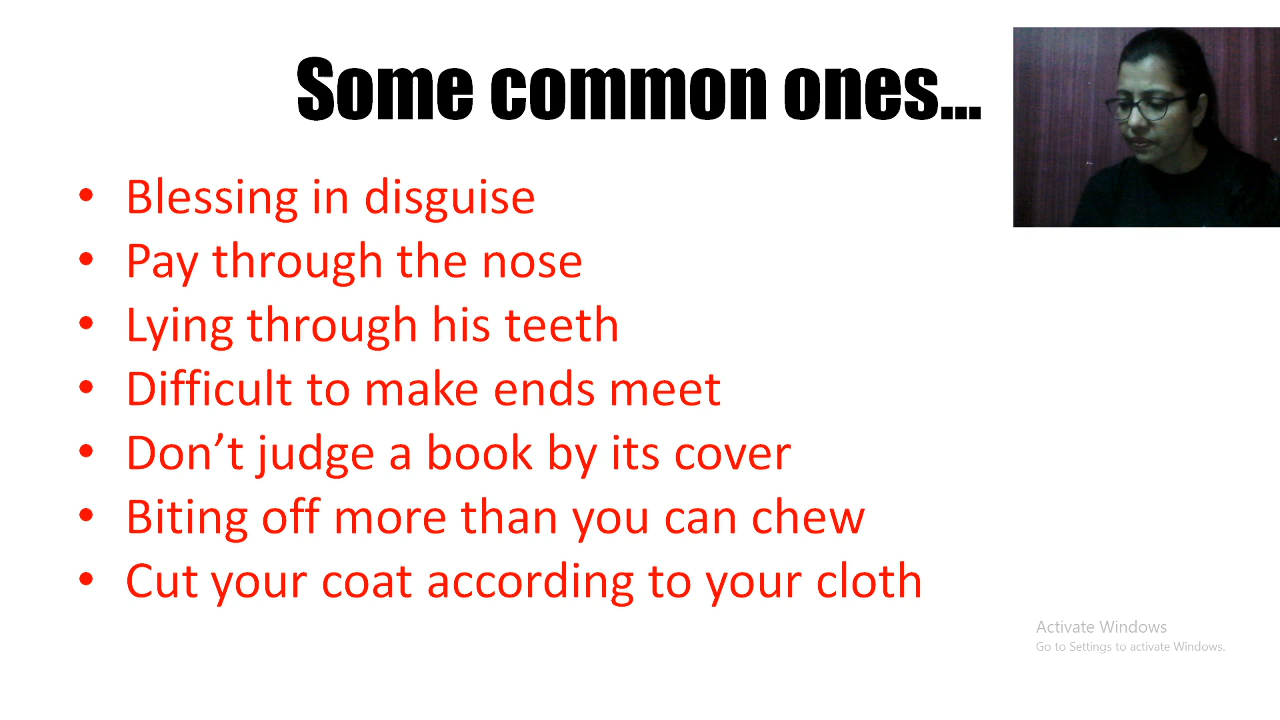 Some common ones...
• Blessing in disguise
• Pay through the nose
• Lying through his teeth
• Difficult to make ends meet
• Don’t judge a book by its cover
• Biting off more than you can chew
• Cut your coat according to your cloth
Activate Windows
Go to Settings to activate Windows.